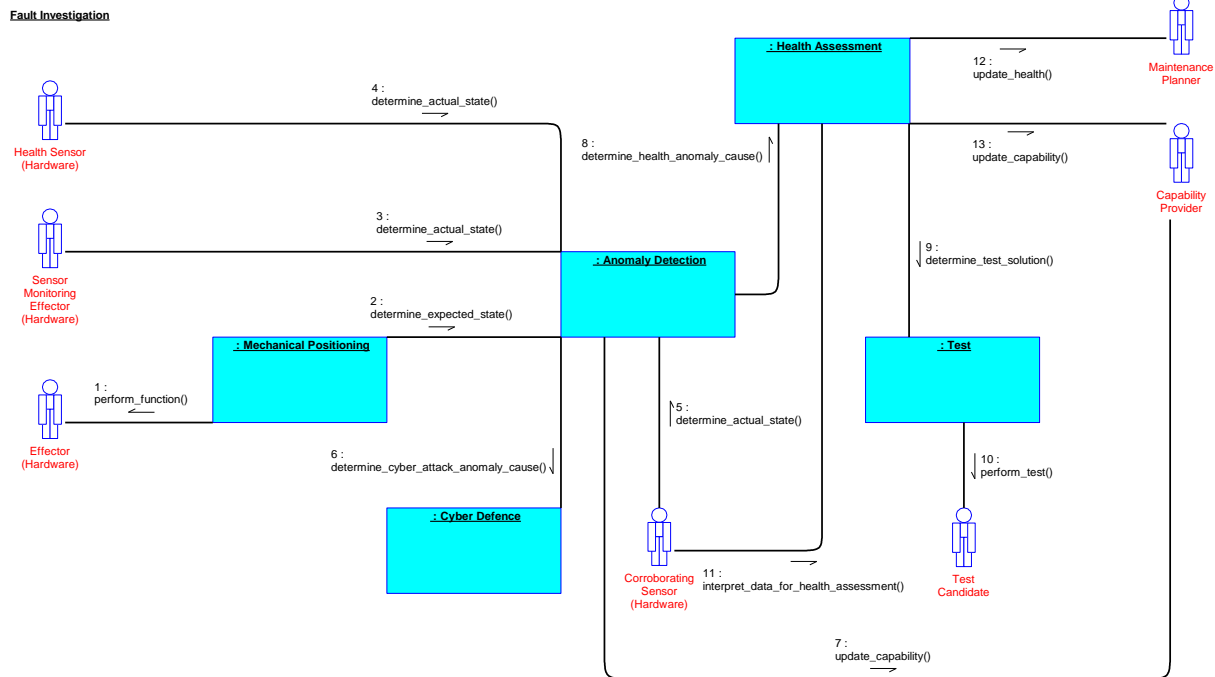 Fault Investigation
: Health Assessment
12 :
update_health()
Maintenance
Planner
4 :
determine_actual_state()
Health Sensor
(Hardware)
8 :
determine_health_anomaly_cause()
13 :
update_capability()
Capability
Provider
3 :
determine_actual_state()
Sensor
Monitoring
Effector
(Hardware)
: Anomaly Detection
9 :
determine_test_solution()
2 :
determine_expected_state()
: Mechanical Positioning
: Test
1 :
perform_function()
Effector
(Hardware)
5 :
determine_actual_state()
6 :
determine_cyber_attack_anomaly_cause()
10 :
perform_test()
: Cyber Defence
Corroborating
Sensor
(Hardware)
11 :
interpret_data_for_health_assessment()
Test
Candidate
7 :
update_capability()